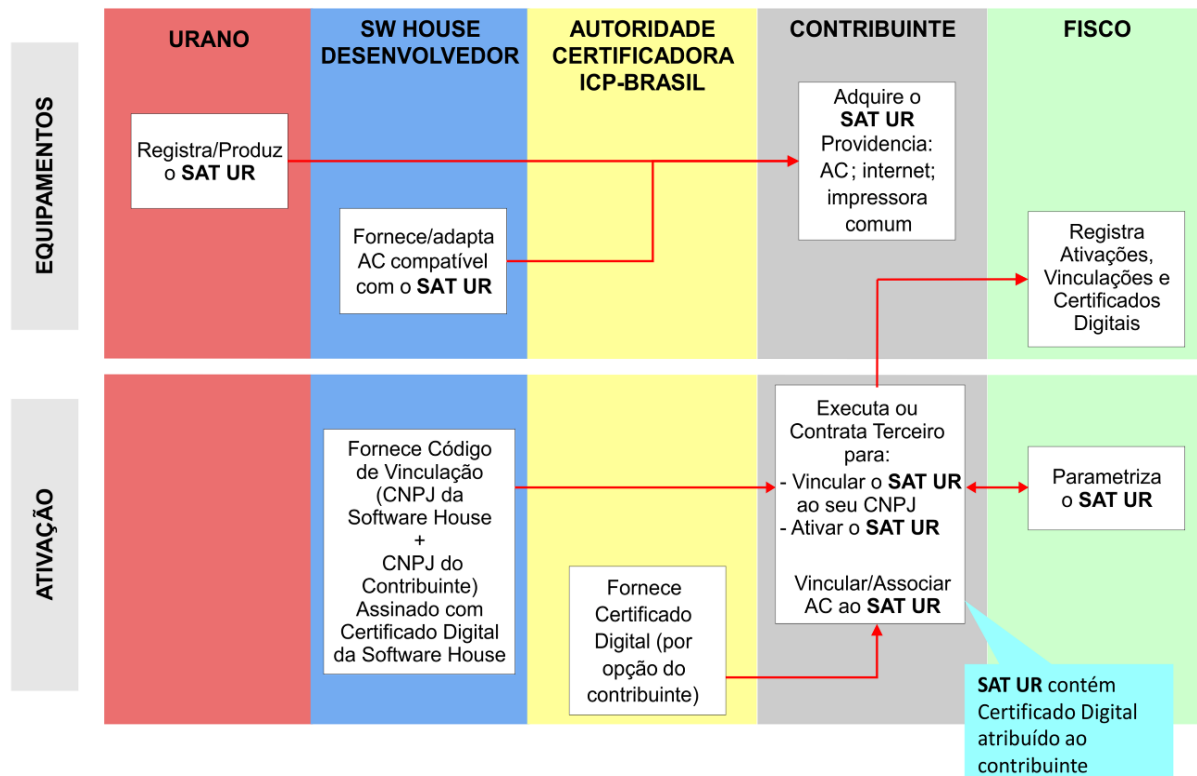 URANO
SW HOUSE
DESENVOLVEDOR
AUTORIDADE
CERTIFICADORA
ICP-BRASIL
CONTRIBUINTE
FISCO
EQUIPAMENTOS
Registra/Produz
o SAT UR
Fornece/adapta
AC compatível
com o SAT UR
Adquire o
SAT UR
Providencia:
AC; internet;
impressora
comum
Registra
Ativações,
Vinculações e
Certificados
Digitais
ATIVAÇÃO
Fornece Código
de Vinculação
(CNPJ da
Software House
+
CNPJ do
Contribuinte)
Assinado com
Certificado Digital
da Software House
Fornece
Certificado
Digital (por
opção do
contribuinte)
Executa ou
Contrata Terceiro
para:
- Vincular o SAT UR
ao seu CNPJ
- Ativar o SAT UR
Vincular/Associar
AC ao SAT UR
Parametriza
o SAT UR
SAT UR contém
Certificado Digital
atribuído ao
contribuinte